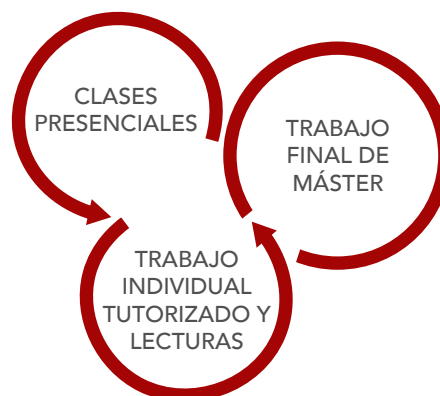 CLASES
PRESENCIALES
TRABAJO
FINAL DE
MÁSTER
TRABAJO
INDIVIDUAL
TUTORIZADO Y
LECTURAS